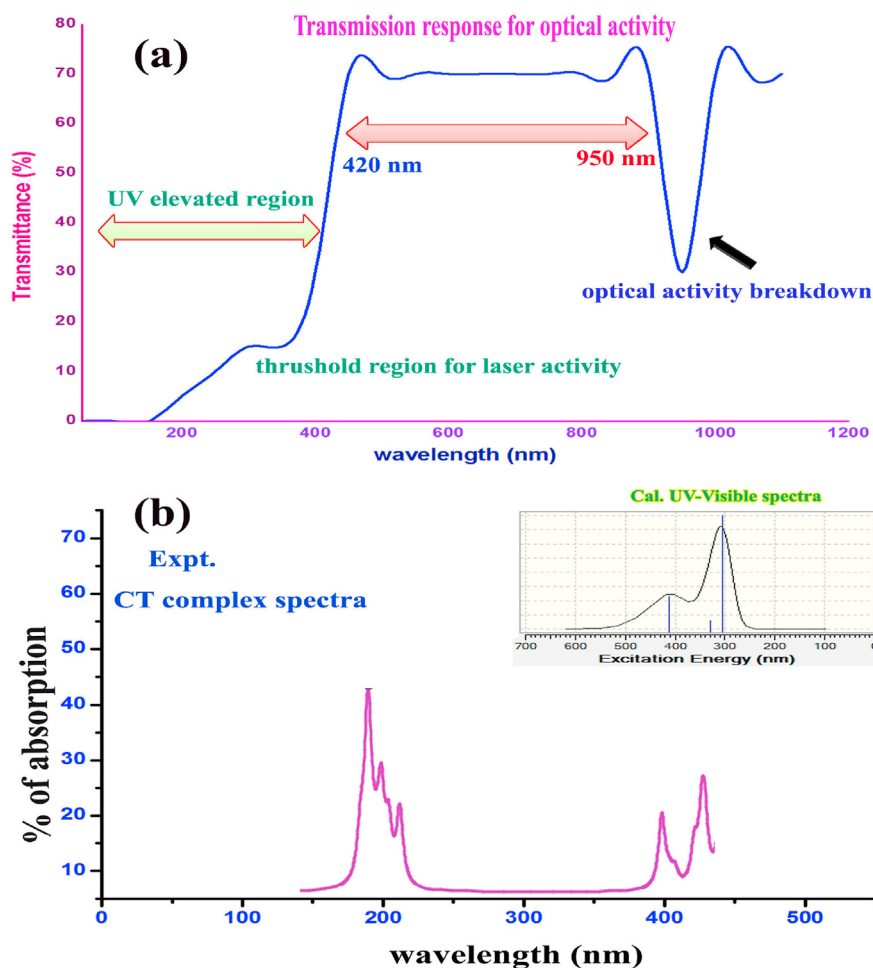 Transmission response for optical activity
(a)
80
70
60
50
40
30
20
10
0
Transmittance (%)
420 nm
950 nm
UV elevated region
optical activity breakdown
thrushold region for laser activity
200
400
600
800
1000
1200
wavelength (nm)
(b)
Expt.
CT complex spectra
Cal. UV-Visible spectra
700
600
500
400
300
200
100
0
Excitation Energy (nm)
70
50
45
40
30
20
10
% of absorption
0
100
200
300
400
500
wavelength (nm)